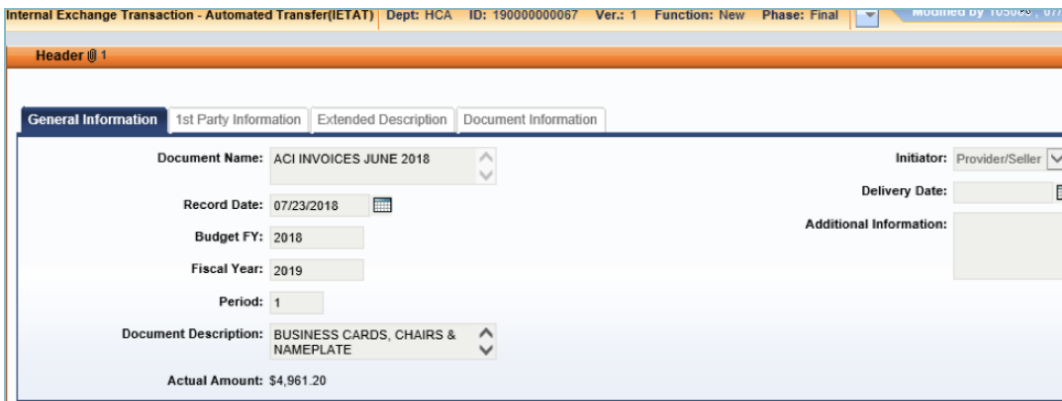 Internal Exchange Transaction - Automated Transfer(IETAT) Dept: HCA ID: 190000000067 Ver.: 1 Function: New Phase: Final Modified by
Header 1
General Information 1st Party Information Extended Description Document Information
Document Name: ACI INVOICES JUNE 2018 Initiator: Provider/Seller
Record Date: 07/23/2018 Delivery Date:
Additional Information:
Budget FY: 2018
Fiscal Year: 2019
Period: 1
Document Description: BUSINESS CARDS, CHAIRS &
NAMEPLATE
Actual Amount: $4,961.20